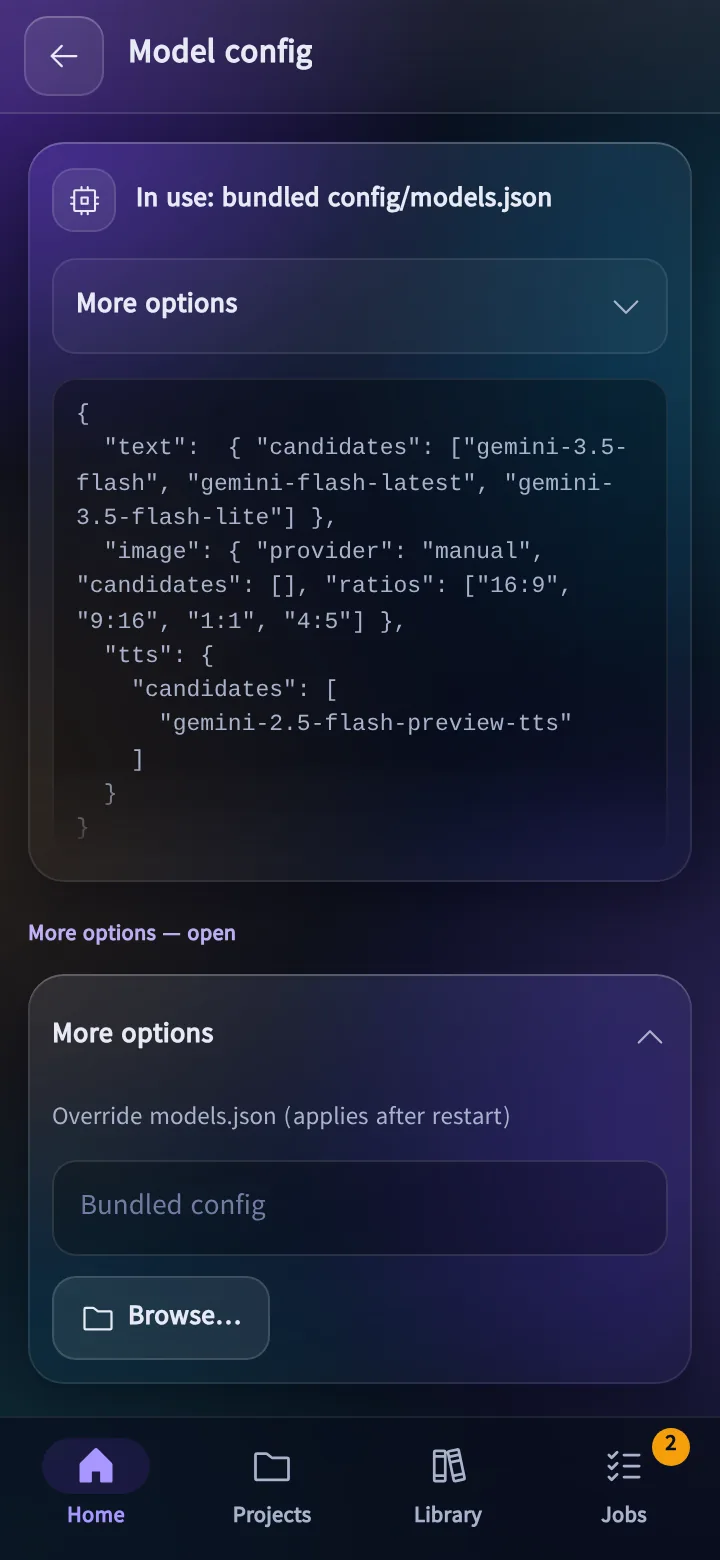 Model config
In use: bundled config/models.json
More options
{
  "text":  { "candidates": ["gemini-3.5-
flash", "gemini-flash-latest", "gemini-
3.5-flash-lite"] },
  "image": { "provider": "manual",
"candidates": [], "ratios": ["16:9",
"9:16", "1:1", "4:5"] },
  "tts": {
    "candidates": [
      "gemini-2.5-flash-preview-tts"
    ]
  }
}
More options — open
More options
Override models.json (applies after restart)
Bundled config
Browse...
2
Home
Projects
Library
Jobs